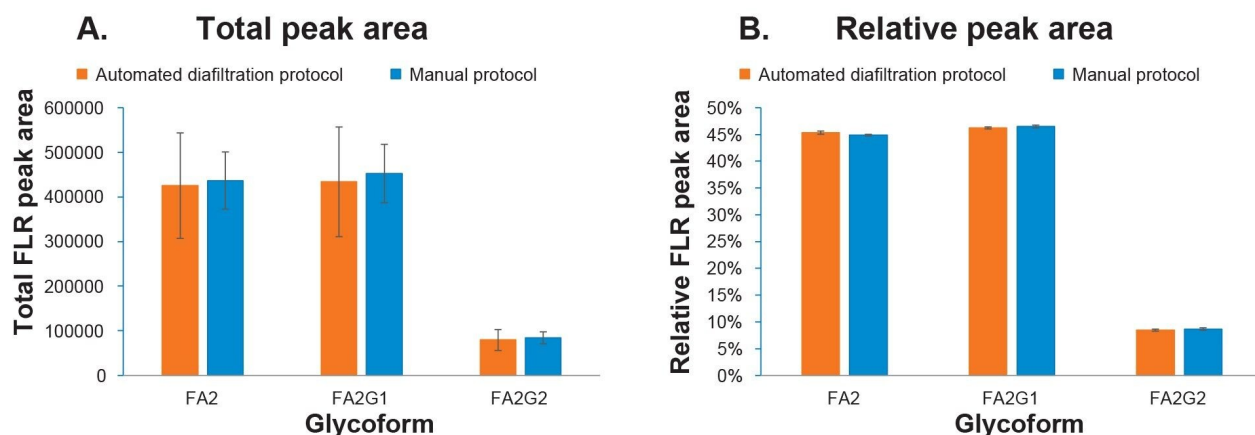 A. Total peak area
Automated diafiltration protocol Manual protocol
Total FLR peak area
600000
500000
400000
300000
200000
100000
0
FA2 FA2G1 FA2G2
Glycoform
B. Relative peak area
Automated diafiltration protocol Manual protocol
Relative FLR peak area
50%
45%
40%
35%
30%
25%
20%
15%
10%
5%
0%
FA2 FA2G1 FA2G2
Glycoform